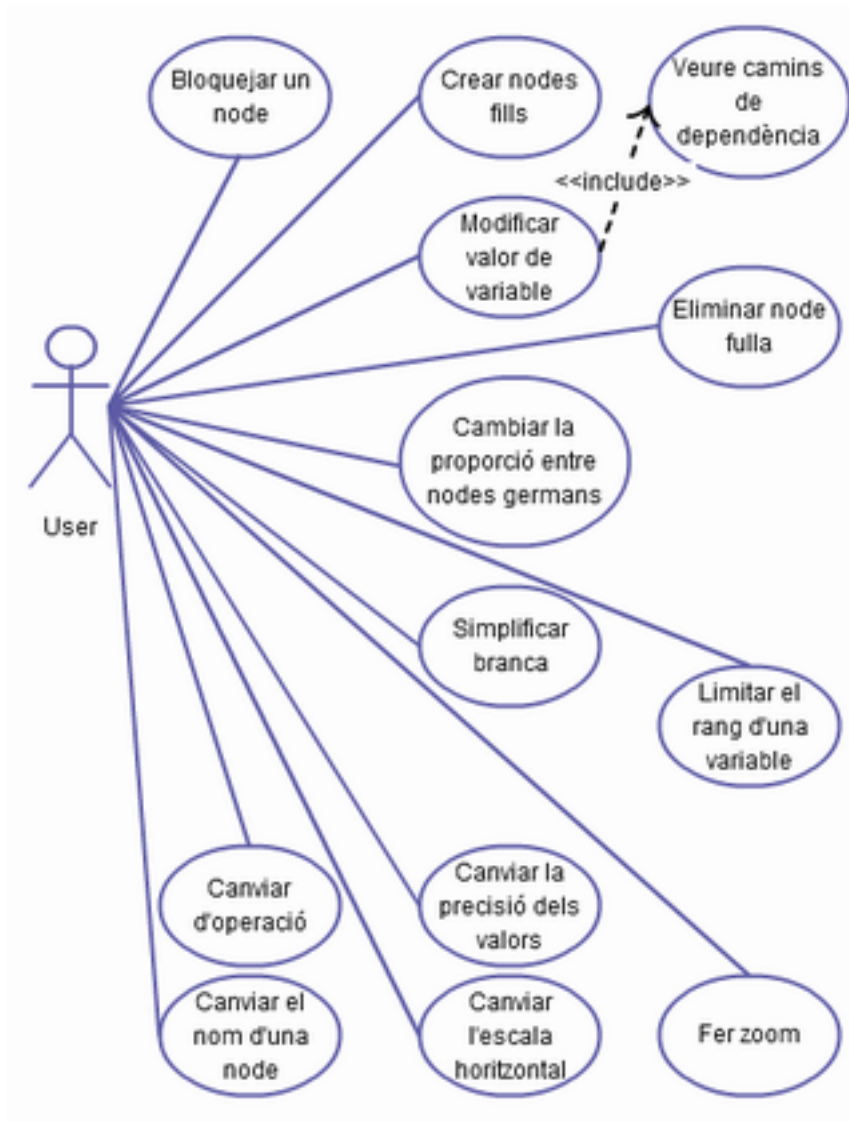 Bloquejar un
node
Crear nodes
fills
Veure camins
de
dependència
<<include>>
Modificar
valor de
variable
Eliminar node
fulla
Cambiar la
proporció entre
nodes germans
User
Simplificar
branca
Limitar el
rang d'una
variable
Canviar
d'operació
Canviar la
precisió dels
valors
Canviar el
nom d'una
node
Canviar
l'escala
horitzontal
Fer zoom